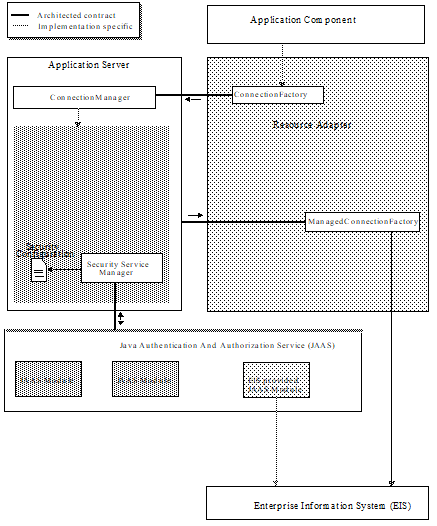 Architected contract
Implementation specific
Application Component
Application Server
ConnectionManager
ConnectionFactory
Resource Adapter
ManagedConnectionFactory
Security
Configuration
Security Service
Manager
Java Authentication And Authorization Service (JAAS)
JAAS Module
JAAS Module
EIS provided
JAAS Module
Enterprise Information System (EIS)